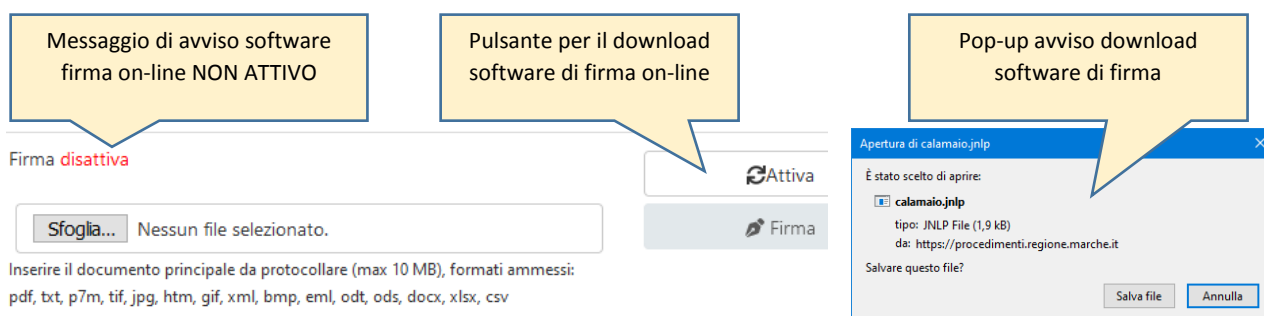 Messaggio di avviso software
firma on-line NON ATTIVO
Pulsante per il download
software di firma on-line
Pop-up avviso download
software di firma
Firma disattiva
Attiva
Sfoglia... Nessun file selezionato.
Firma
Inserire il documento principale da protocollare (max 10 MB), formati ammessi:
pdf, txt, p7m, tif, jpg, htm, gif, xml, bmp, eml, odt, ods, docx, xlsx, csv
Apertura di calamaio.jnlp
È stato scelto di aprire:
calamaio.jnlp
tipo: JNLP File (1,9 kB)
da: https://procedimenti.regione.marche.it
Salvare questo file?
Salva file Annulla